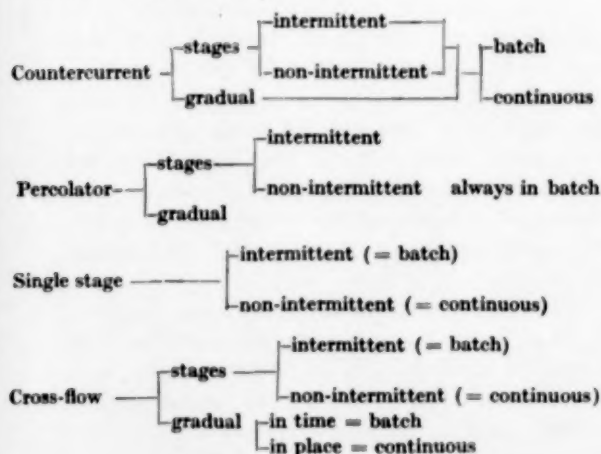 intermittent
stages
batch
Countercurrent
non-intermittent
gradual
continuous
intermittent
stages
Percolator
non-intermittent always in batch
gradual
intermittent (= batch)
Single stage
non-intermittent (= continuous)
intermittent (= batch)
stages
Cross-flow
non-intermittent (= continuous)
gradual
in time = batch
in place = continuous